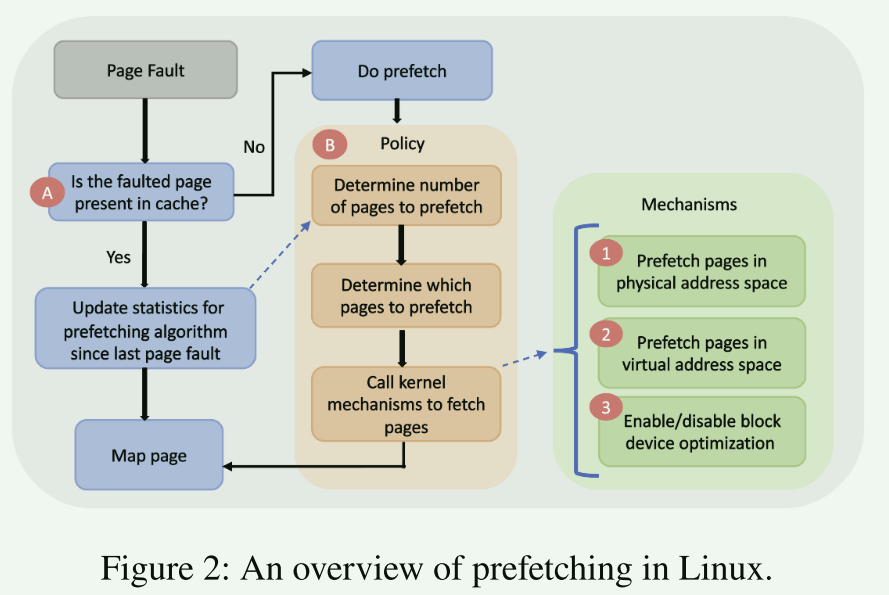 Page Fault
Do prefetch
No
B
Policy
A
Is the faulted page
present in cache?
Determine number
of pages to prefetch
Yes
Determine which
pages to prefetch
Update statistics for
prefetching algorithm
since last page fault
Call kernel
mechanisms to fetch
pages
Map page
Mechanisms
1
Prefetch pages in
physical address space
2
Prefetch pages in
virtual address space
3
Enable/disable block
device optimization
Figure 2: An overview of prefetching in Linux.